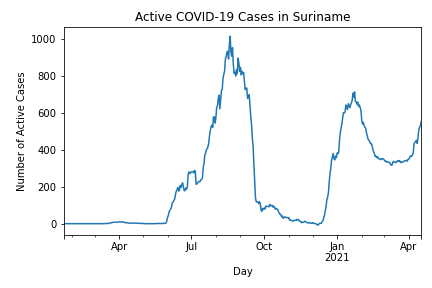 Active COVID-19 Cases in Suriname
Number of Active Cases
1000
800
600
400
200
0
Apr
Jul
Oct
Jan
2021
Apr
Day